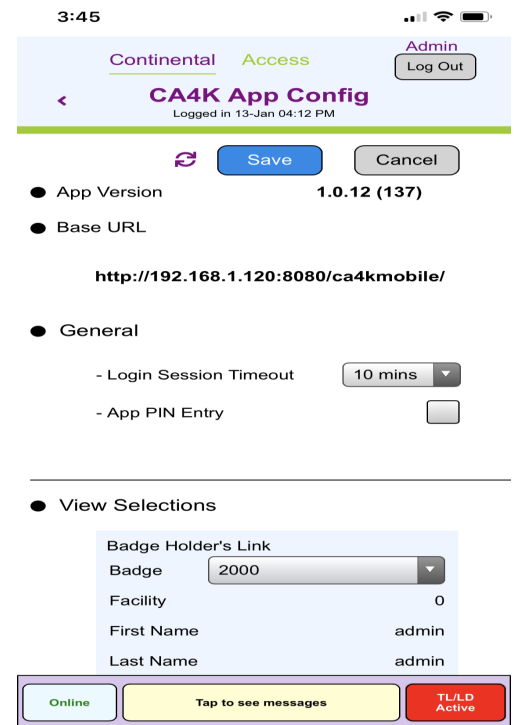 3:45
Continental Access
Admin
Log Out
CA4K App Config
Logged in 13-Jan 04:12 PM
Save Cancel
App Version 1.0.12 (137)
Base URL
http://192.168.1.120:8080/ca4kmobile/
General
- Login Session Timeout 10 mins
- App PIN Entry
View Selections
Badge Holder's Link
Badge 2000
Facility 0
First Name admin
Last Name admin
Online Tap to see messages TL/LD
Active